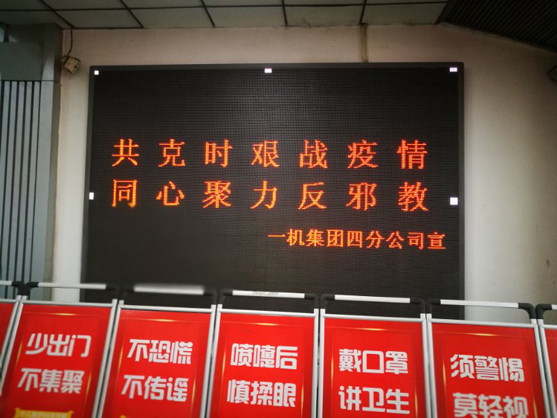 共克时艰战疫情
同心聚力反邪教
一机集团四分公司宣
少出门
不集聚
不恐慌
不传谣
喷嚏后
慎揉眼
戴口罩
讲卫生
须警惕
莫轻视